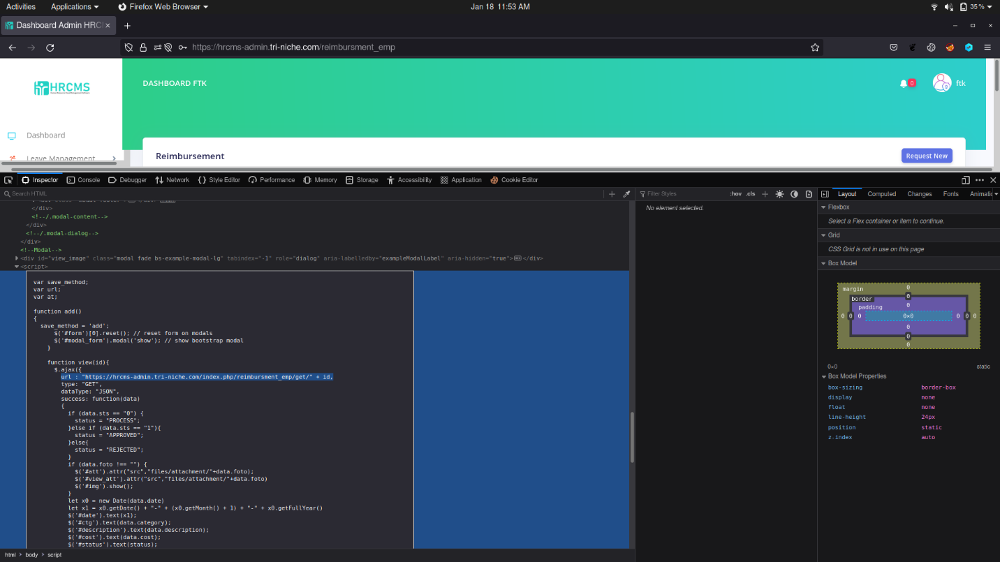 Activities Applications Firefox Web Browser Jan 18 11:53 AM 35 %
Dashboard Admin HRC
https://hrcms-admin.tri-niche.com/reimbursment_emp
HRCMS
DASHBOARD FTK 0 ftk
Dashboard
Leave Management
Reimbursement Request New
Inspector Console Debugger Network Style Editor Performance Memory Storage Accessibility Application Cookie Editor
Search HTML
Filter Styles :hov .cls
Layout Computed Changes Fonts Animatic
</div>
<!--/.modal-content-->
</div>
<!--/.modal-dialog-->
</div>
<!--Modal-->
<div id="view_image" class="modal fade bs-example-modal-lg" tabindex="-1" role="dialog" aria-labelledby="exampleModalLabel" aria-hidden="true"></div>
<script>
var save_method;
var url;
var at;
function add()
{
save_method = 'add';
$('#form')[0].reset(); // reset form on modals
$('#modal_form').modal('show'); // show bootstrap modal
}
function view(id){
$.ajax({
url : "https://hrcms-admin.tri-niche.com/index.php/reimbursment_emp/get/" + id,
type: "GET",
dataType: "JSON",
success: function(data)
{
if (data.sts == "0") {
status = "PROCESS";
}else if (data.sts == "1"){
status = "APPROVED";
}else{
status = "REJECTED";
}
if (data.foto !== "") {
$('#att').attr("src","files/attachment/"+data.foto);
$('#view_att').attr("src","files/attachment/"+data.foto)
$('#img').show();
}
let x0 = new Date(data.date)
let x1 = x0.getDate() + "-" + (x0.getMonth() + 1) + "-" + x0.getFullYear()
$('#date').text(x1);
$('#ctg').text(data.category);
$('#description').text(data.description);
$('#cost').text(data.cost);
$('#status').text(status);
html body script
No element selected.
Flexbox
Select a Flex container or item to continue.
Grid
CSS Grid is not in use on this page
Box Model
margin 0
border 0
padding 0
0 0 0 0×0 0 0 0
0
0
0
0×0 static
Box Model Properties
box-sizing border-box
display none
float none
line-height 24px
position static
z-index auto